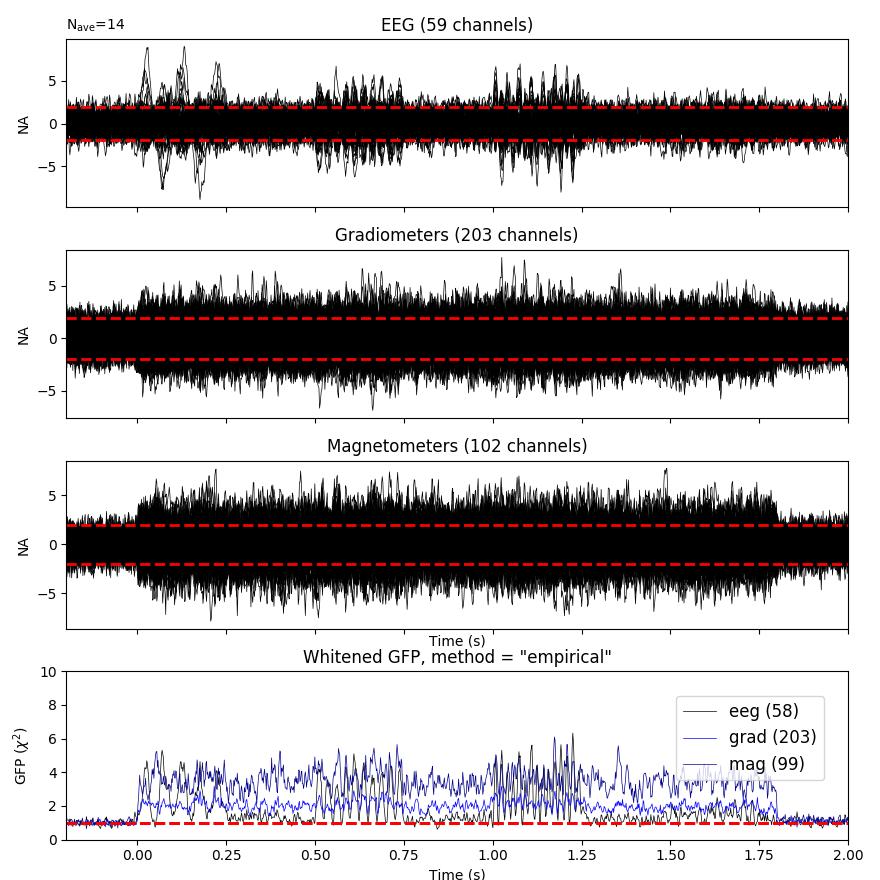 N_ave=14
EEG (59 channels)
5
0
−5
NA
Gradiometers (203 channels)
5
0
−5
NA
Magnetometers (102 channels)
5
0
−5
NA
Time (s)
Whitened GFP, method = "empirical"
10
8
6
4
2
0
GFP (χ²)
eeg (58)
grad (203)
mag (99)
0.00 0.25 0.50 0.75 1.00 1.25 1.50 1.75 2.00
Time (s)